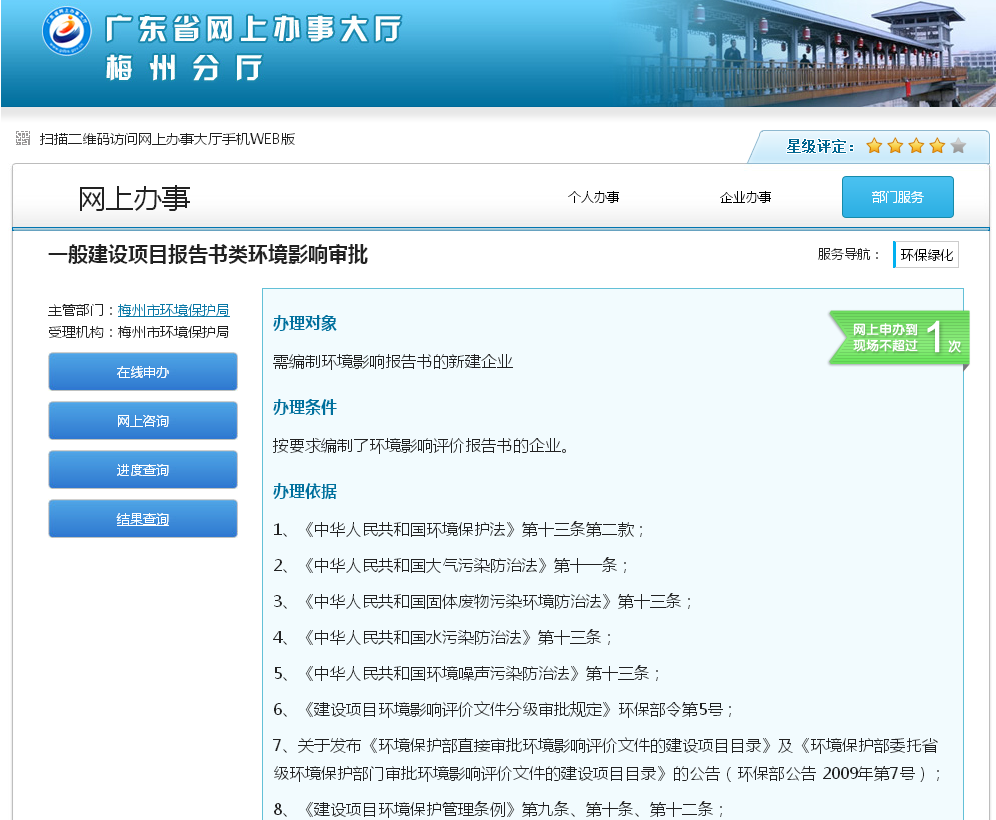 广东省网上办事大厅
梅州分厅
扫描二维码访问网上办事大厅手机WEB版
星级评定：
网上办事
个人办事
企业办事
部门服务
一般建设项目报告书类环境影响审批
服务导航：
环保绿化
主管部门：梅州市环境保护局
受理机构：梅州市环境保护局
在线申办
网上咨询
进度查询
结果查询
网上申办到
现场不超过 1 次
办理对象
需编制环境影响报告书的新建企业
办理条件
按要求编制了环境影响评价报告书的企业。
办理依据
1、《中华人民共和国环境保护法》第十三条第二款；
2、《中华人民共和国大气污染防治法》第十一条；
3、《中华人民共和国固体废物污染环境防治法》第十三条；
4、《中华人民共和国水污染防治法》第十三条；
5、《中华人民共和国环境噪声污染防治法》第十三条；
6、《建设项目环境影响评价文件分级审批规定》环保部令第5号；
7、关于发布《环境保护部直接审批环境影响评价文件的建设项目目录》及《环境保护部委托省
级环境保护部门审批环境影响评价文件的建设项目目录》的公告（环保部公告 2009年第7号）；
8、《建设项目环境保护管理条例》第九条、第十条、第十二条；